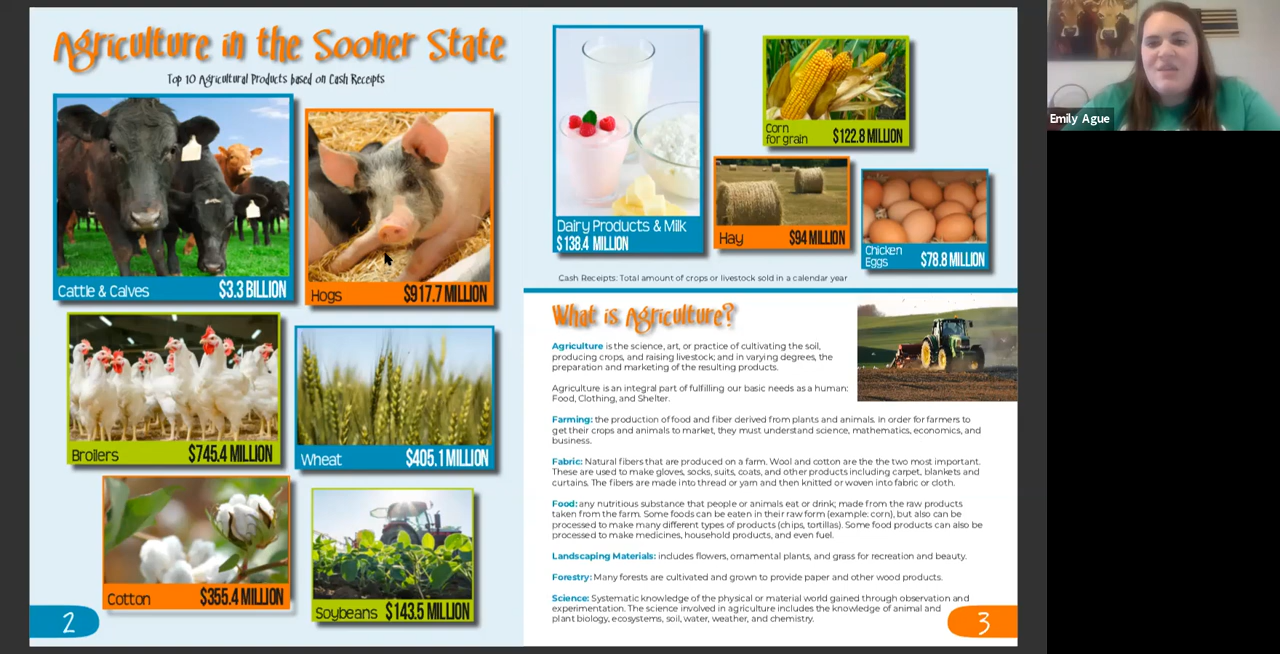 Agriculture in the Sooner State
Top 10 Agricultural Products based on Cash Receipts
Cattle & Calves $3.3 BILLION
Hogs $917.7 MILLION
Broilers $745.4 MILLION
Wheat $405.1 MILLION
Cotton $355.4 MILLION
Soybeans $143.5 MILLION
2
Dairy Products & Milk
$138.4 MILLION
Corn
for grain $122.8 MILLION
Hay $94 MILLION
Chicken
Eggs $78.8 MILLION
Cash Receipts: Total amount of crops or livestock sold in a calendar year
What is Agriculture?
Agriculture is the science, art, or practice of cultivating the soil,
producing crops, and raising livestock; and in varying degrees, the
preparation and marketing of the resulting products.
Agriculture is an integral part of fulfilling our basic needs as a human:
Food, Clothing, and Shelter.
Farming: the production of food and fiber derived from plants and animals. In order for farmers to
get their crops and animals to market, they must understand science, mathematics, economics, and
business.
Fabric: Natural fibers that are produced on a farm. Wool and cotton are the the two most important.
These are used to make gloves, socks, suits, coats, and other products including carpet, blankets and
curtains. The fibers are made into thread or yarn and then knitted or woven into fabric or cloth.
Food: any nutritious substance that people or animals eat or drink; made from the raw products
taken from the farm. Some foods can be eaten in their raw form (example: corn), but also can be
processed to make many different types of products (chips, tortillas). Some food products can also be
processed to make medicines, household products, and even fuel.
Landscaping Materials: includes flowers, ornamental plants, and grass for recreation and beauty.
Forestry: Many forests are cultivated and grown to provide paper and other wood products.
Science: Systematic knowledge of the physical or material world gained through observation and
experimentation. The science involved in agriculture includes the knowledge of animal and
plant biology, ecosystems, soil, water, weather, and chemistry.
3
Emily Ague